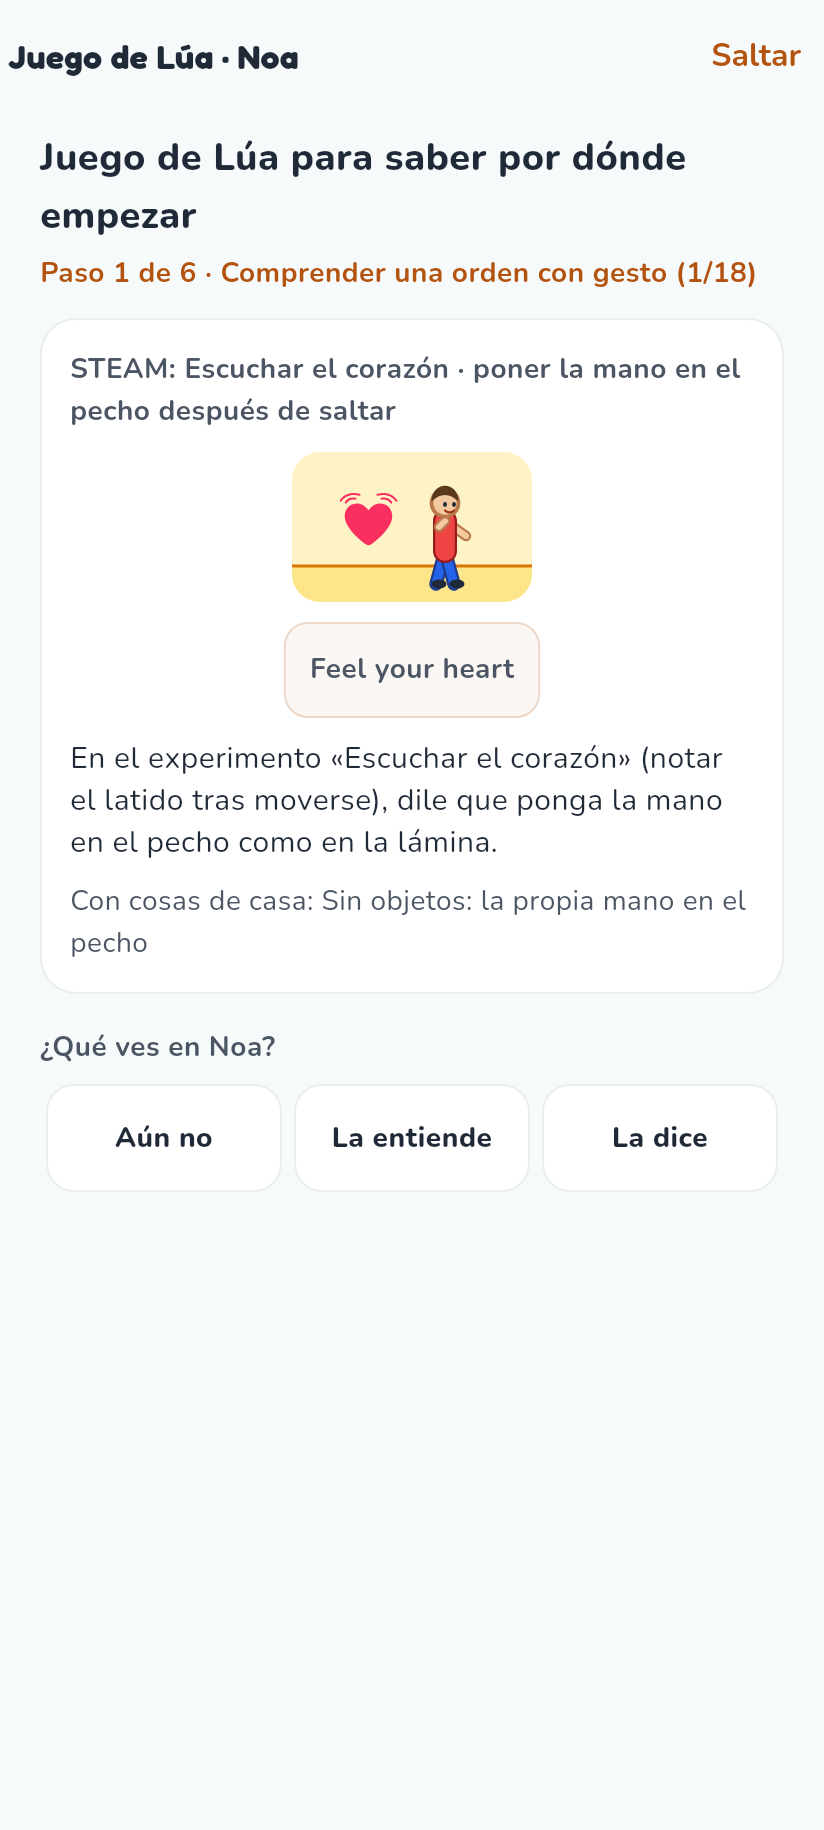 Juego de Lúa · Noa
Saltar
Juego de Lúa para saber por dónde
empezar
Paso 1 de 6 · Comprender una orden con gesto (1/18)
STEAM: Escuchar el corazón · poner la mano en el
pecho después de saltar
Feel your heart
En el experimento «Escuchar el corazón» (notar
el latido tras moverse), dile que ponga la mano
en el pecho como en la lámina.
Con cosas de casa: Sin objetos: la propia mano en el
pecho
¿Qué ves en Noa?
Aún no
La entiende
La dice